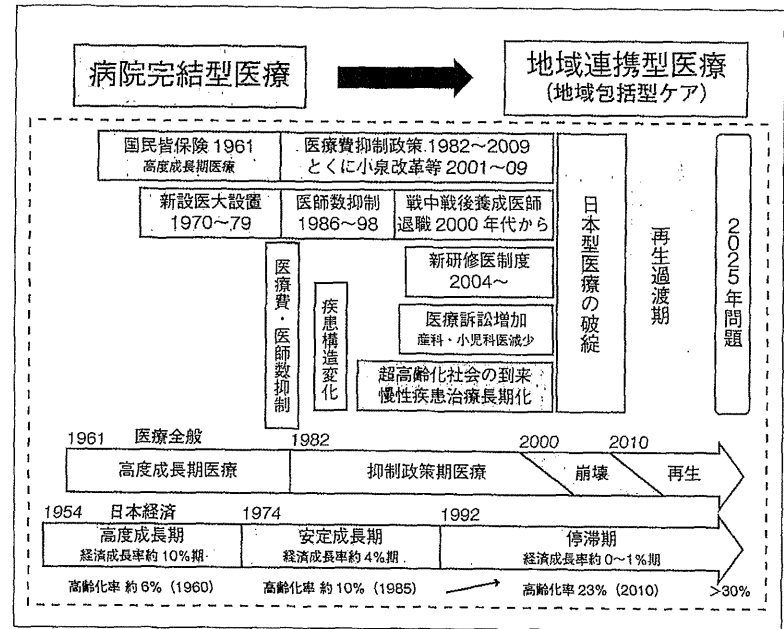 病院完結型医療
地域連携型医療
(地域包括型ケア)
国民皆保険 1961
高度成長期医療
医療費抑制政策 1982〜2009
とくに小泉改革等 2001〜09
新設医大設置
1970〜79
医師数抑制
1986〜98
戦中戦後養成医師
退職 2000 年代から
新研修医制度
2004〜
医療訴訟増加
産科・小児科医減少
超高齢化社会の到来
慢性疾患治療長期化
医療費・医師数抑制
疾患構造変化
日本型医療の破綻
再生過渡期
2025年問題
1961 医療全般 1982 2000 2010
高度成長期医療 抑制政策期医療 崩壊 再生
1954 日本経済 1974 1992
高度成長期 安定成長期 停滞期
経済成長率約10%期 経済成長率約4%期 経済成長率約0〜1%期
高齢化率 約6%（1960） 高齢化率 約10%（1985） 高齢化率 23%（2010） >30%